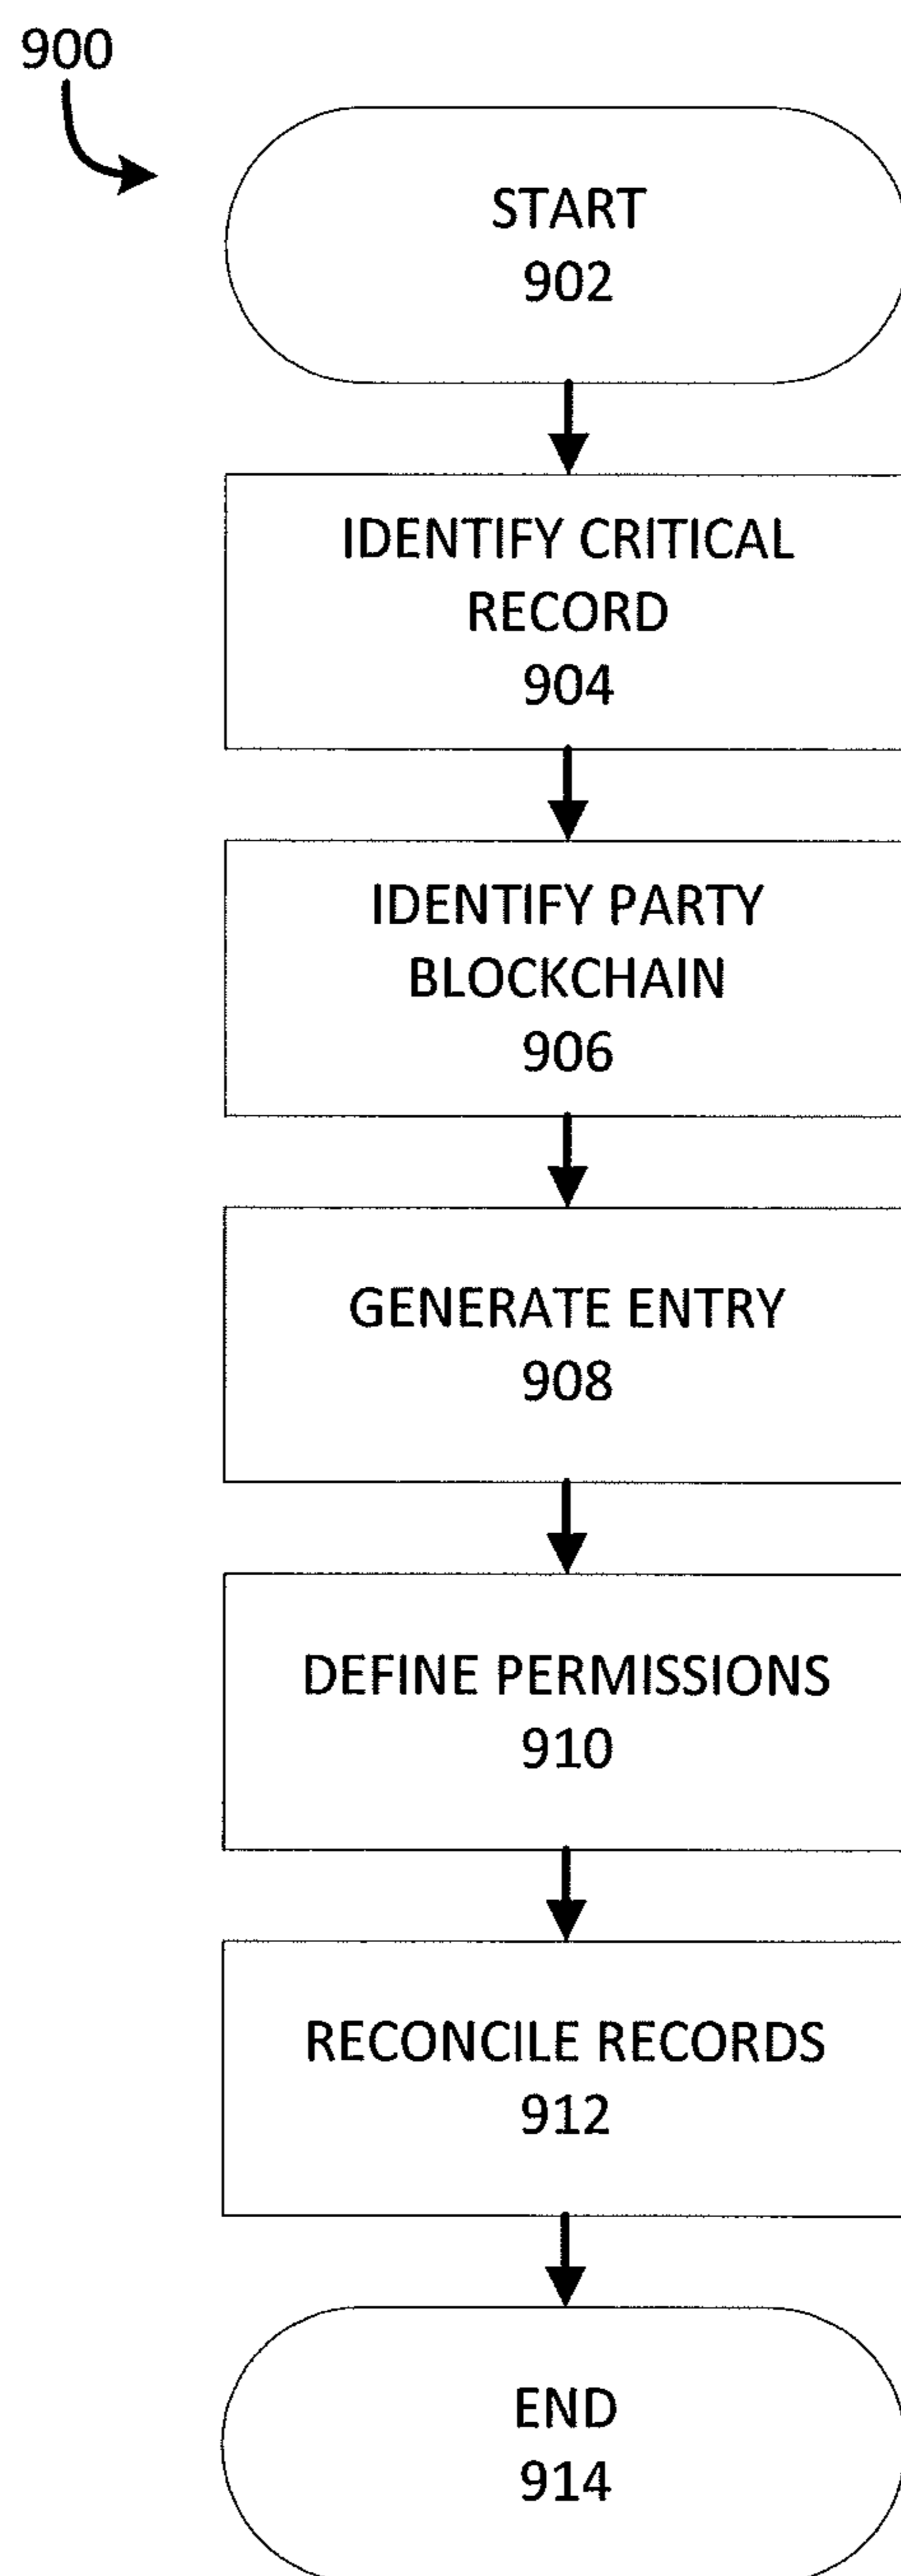 900
START
902
IDENTIFY CRITICAL
RECORD
904
IDENTIFY PARTY
BLOCKCHAIN
906
GENERATE ENTRY
908
DEFINE PERMISSIONS
910
RECONCILE RECORDS
912
END
914